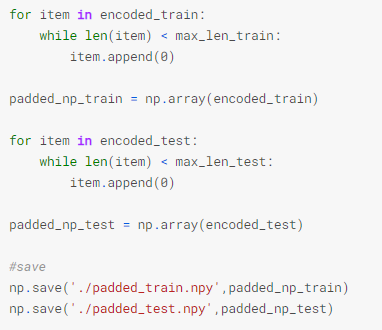 for item in encoded_train:
    while len(item) < max_len_train:
        item.append(0)

padded_np_train = np.array(encoded_train)

for item in encoded_test:
    while len(item) < max_len_test:
        item.append(0)

padded_np_test = np.array(encoded_test)

#save
np.save('./padded_train.npy',padded_np_train)
np.save('./padded_test.npy',padded_np_test)